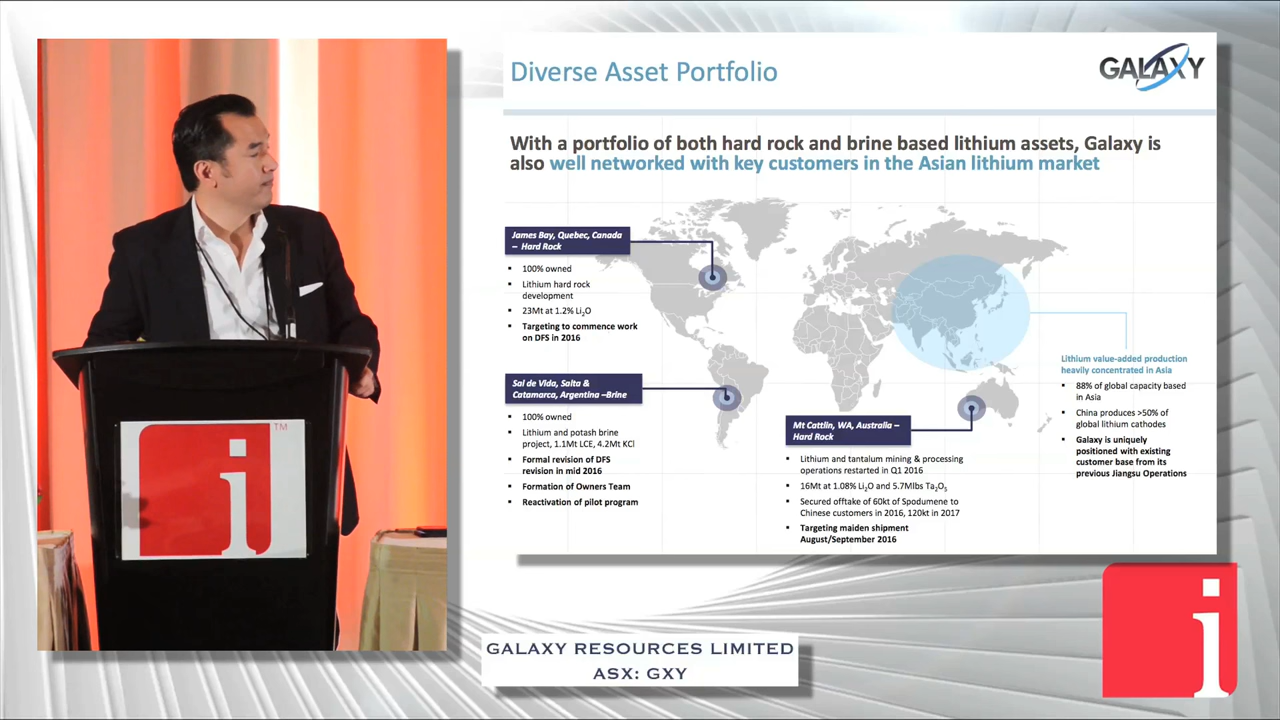 Diverse Asset Portfolio
GALAXY
With a portfolio of both hard rock and brine based lithium assets, Galaxy is
also well networked with key customers in the Asian lithium market
James Bay, Quebec, Canada
– Hard Rock
▪ 100% owned
▪ Lithium hard rock
development
▪ 23Mt at 1.2% Li₂O
▪ Targeting to commence work
on DFS in 2016
Sal de Vida, Salta &
Catamarca, Argentina –Brine
▪ 100% owned
▪ Lithium and potash brine
project, 1.1Mt LCE, 4.2Mt KCl
▪ Formal revision of DFS
revision in mid 2016
▪ Formation of Owners Team
▪ Reactivation of pilot program
Mt Cattlin, WA, Australia –
Hard Rock
▪ Lithium and tantalum mining & processing
operations restarted in Q1 2016
▪ 16Mt at 1.08% Li₂O and 5.7Mlbs Ta₂O₅
▪ Secured offtake of 60kt of Spodumene to
Chinese customers in 2016, 120kt in 2017
▪ Targeting maiden shipment
August/September 2016
Lithium value-added production
heavily concentrated in Asia
▪ 88% of global capacity based
in Asia
▪ China produces >50% of
global lithium cathodes
▪ Galaxy is uniquely
positioned with existing
customer base from its
previous Jiangsu Operations
i
TM
GALAXY RESOURCES LIMITED
ASX: GXY
i